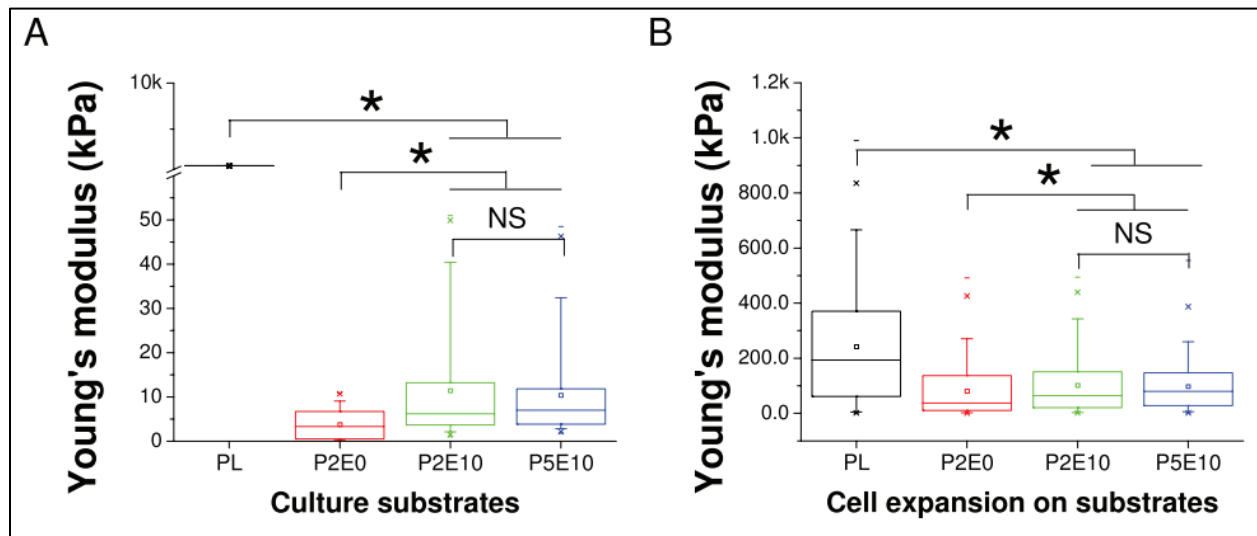 A
Young's modulus (kPa)
10k
50
40
30
20
10
0
*
*
NS
PL P2E0 P2E10 P5E10
Culture substrates
B
Young's modulus (kPa)
1.2k
1.0k
800.0
600.0
400.0
200.0
0.0
*
*
NS
PL P2E0 P2E10 P5E10
Cell expansion on substrates